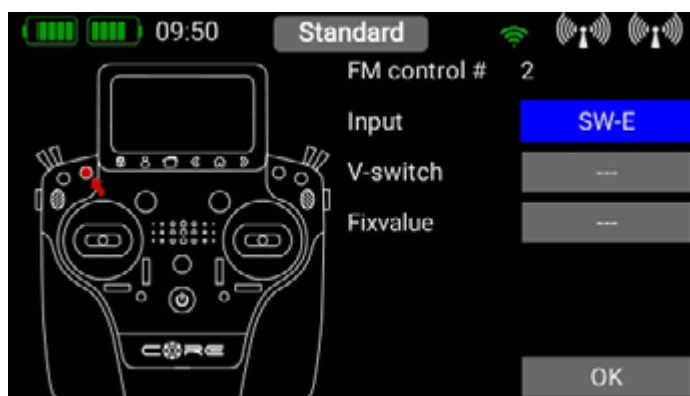 09:50 Standard
FM control # 2
Input SW-E
V-switch ---
Fixvalue ---
CORE
OK